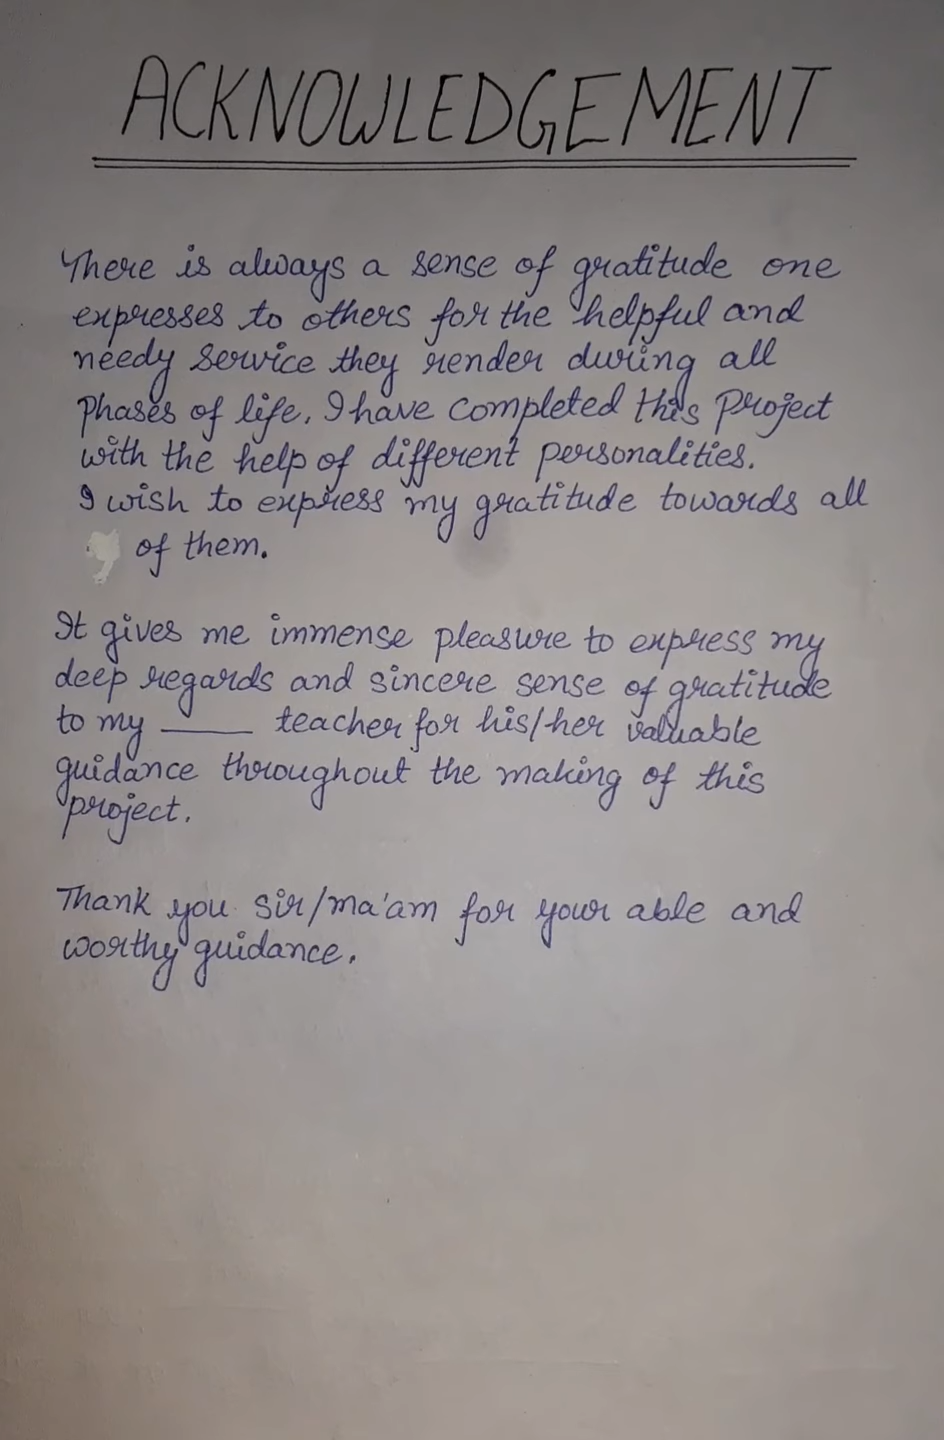 ACKNOWLEDGEMENT
There is always a sense of gratitude one
expresses to others for the helpful and
needy service they render during all
Phases of life. I have completed this Project
with the help of different personalities.
I wish to express my gratitude towards all
of them.
It gives me immense pleasure to express my
deep regards and sincere sense of gratitude
to my _____ teacher for his/her valuable
guidance throughout the making of this
project.
Thank you sir/ma'am for your able and
worthy guidance.